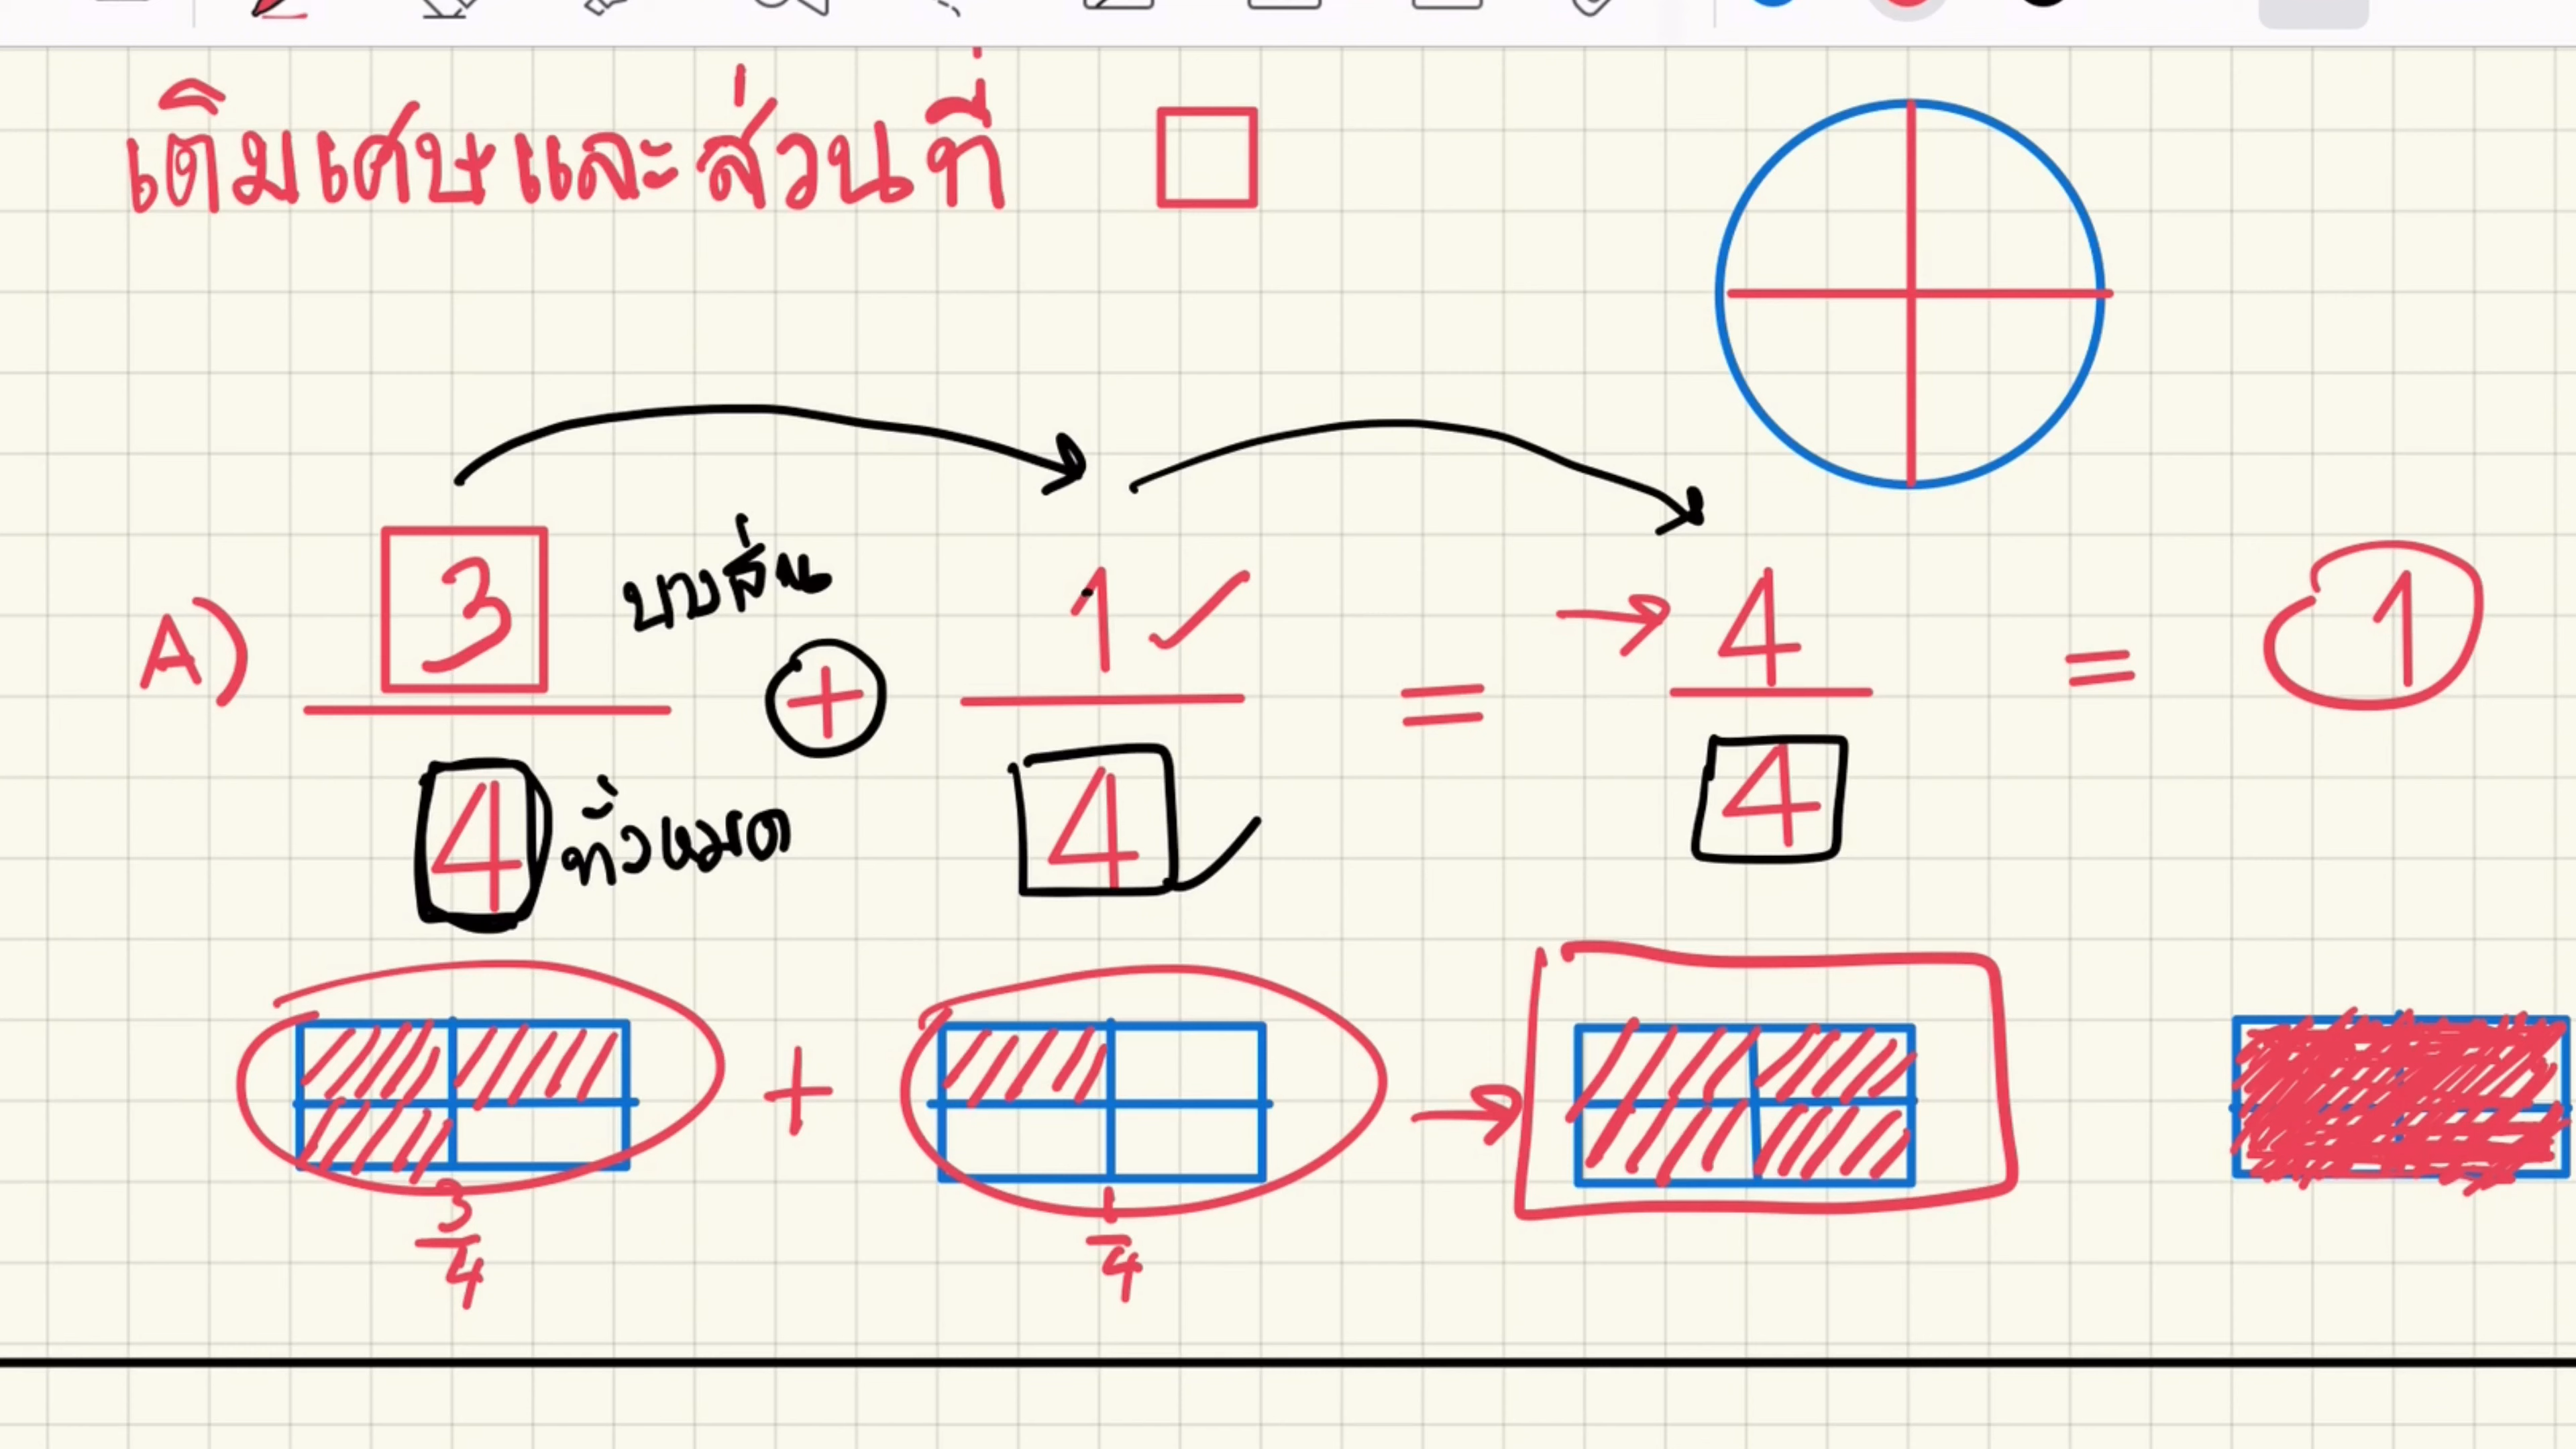 เติมเศษและส่วนที่ □
A) 3/4 + 1/4 = 4/4 = 1
บางส่วน
ทั้งหมด
+
3/4
1/4